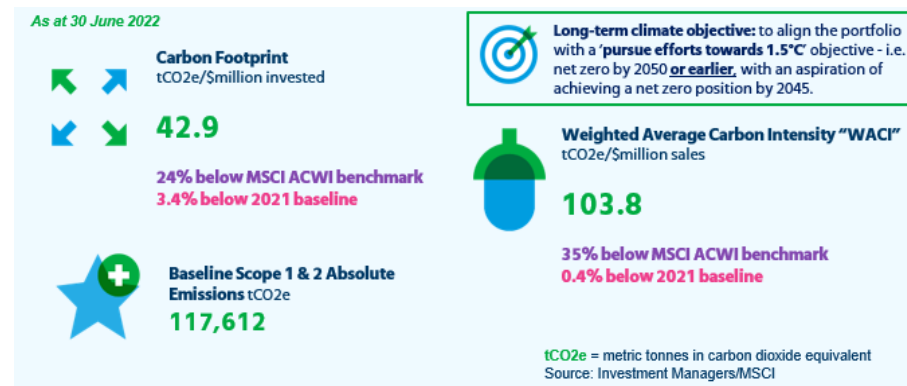 As at 30 June 2022
Carbon Footprint
tCO2e/$million invested
42.9
24% below MSCI ACWI benchmark
3.4% below 2021 baseline
Baseline Scope 1 & 2 Absolute
Emissions tCO2e
117,612
Long-term climate objective: to align the portfolio
with a ‘pursue efforts towards 1.5°C’ objective - i.e.
net zero by 2050 or earlier, with an aspiration of
achieving a net zero position by 2045.
Weighted Average Carbon Intensity “WACI”
tCO2e/$million sales
103.8
35% below MSCI ACWI benchmark
0.4% below 2021 baseline
tCO2e = metric tonnes in carbon dioxide equivalent
Source: Investment Managers/MSCI